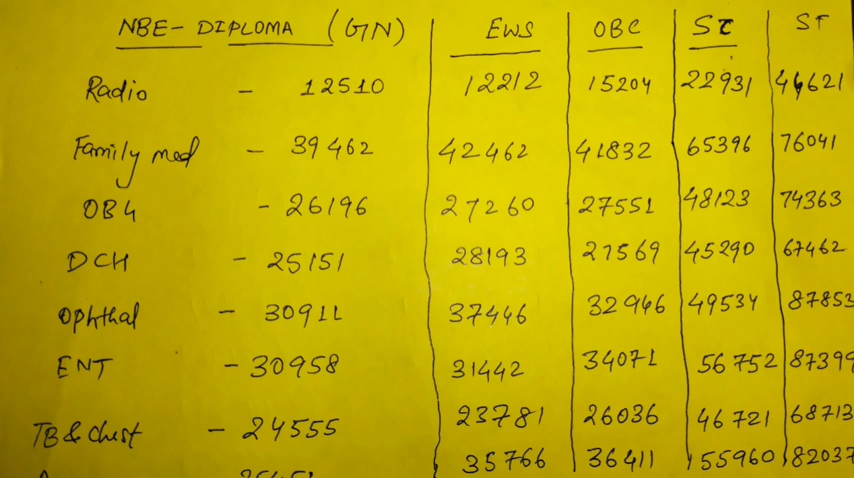 NBE- DIPLOMA (GN) EWS OBC SC ST
Radio - 12510 12212 15204 22931 44621
Family med - 39462 42462 41832 65396 76041
OBG - 26196 27260 27551 48123 74363
DCH - 25151 28193 27569 45290 67462
Ophthal - 30911 37446 32946 49534 87853
ENT - 30958 31442 34071 56752 87399
TB & chest - 24555 23781 26036 46721 68713
35766 36411 55960 82037